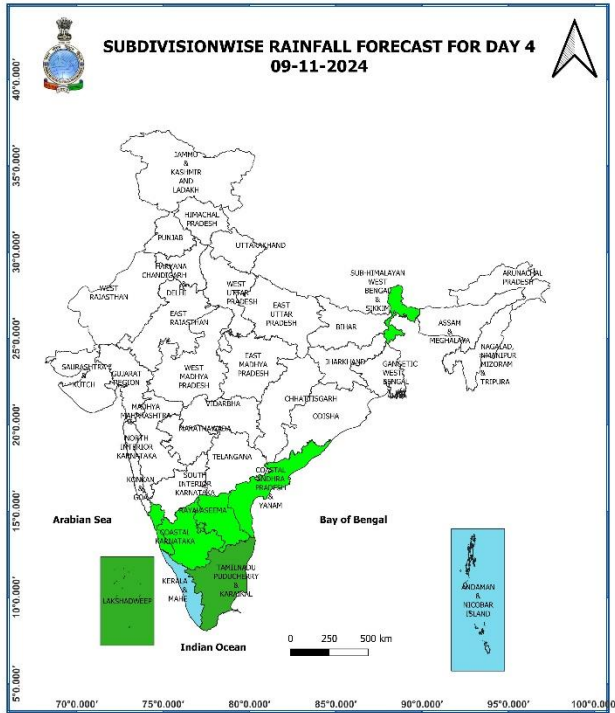 SUBDIVISIONWISE RAINFALL FORECAST FOR DAY 4
09-11-2024
40°0.000'
35°0.000'
30°0.000'
25°0.000'
20°0.000'
15°0.000'
10°0.000'
5°0.000'
JAMMO
&
KASHMIR
AND
LADAKH
HIMACHAL
PRADESH
PUNJAB
UTTARAKHAND
HARYANA
CHANDIGARH
&
DELHI
WEST
RAJASTHAN
WEST
UTTAR
PRADESH
EAST
RAJASTHAN
EAST
UTTAR
PRADESH
SUB-HIMALAYAN
WEST
BENGAL
&
SIKKIM
ARUNACHAL
PRADESH
BIHAR
ASSAM
&
MEGHALAYA
NAGALAD,
MANIPUR
MIZORAM
&
TRIPURA
SAURASHTRA
&
KUTCH
GUJARAT
REGION
WEST
MADHYA
PRADESH
EAST
MADHYA
PRADESH
JHARKHAND
GANGETIC
WEST
BENGAL
CHHATTISGARH
ODISHA
VIDARBHA
MADHYA
MAHARASHTRA
MARATHWADA
NORTH
INTERIOR
KARNATAKA
TELANGANA
KONKAN
&
GOA
SOUTH
INTERIOR
KARNATAKA
COASTAL
ANDHRA
PRADESH
&
YANAM
RAYALASEEMA
Arabian Sea
Bay of Bengal
COASTAL
KARNATAKA
TAMILNADU
PUDUCHERRY
&
KARAIKAL
KERALA
&
MAHE
LAKSHADWEEP
ANDAMAN
&
NICOBAR
ISLAND
Indian Ocean
0 250 500 km
70°0.000' 75°0.000' 80°0.000' 85°0.000' 90°0.000' 95°0.000' 100°0.00